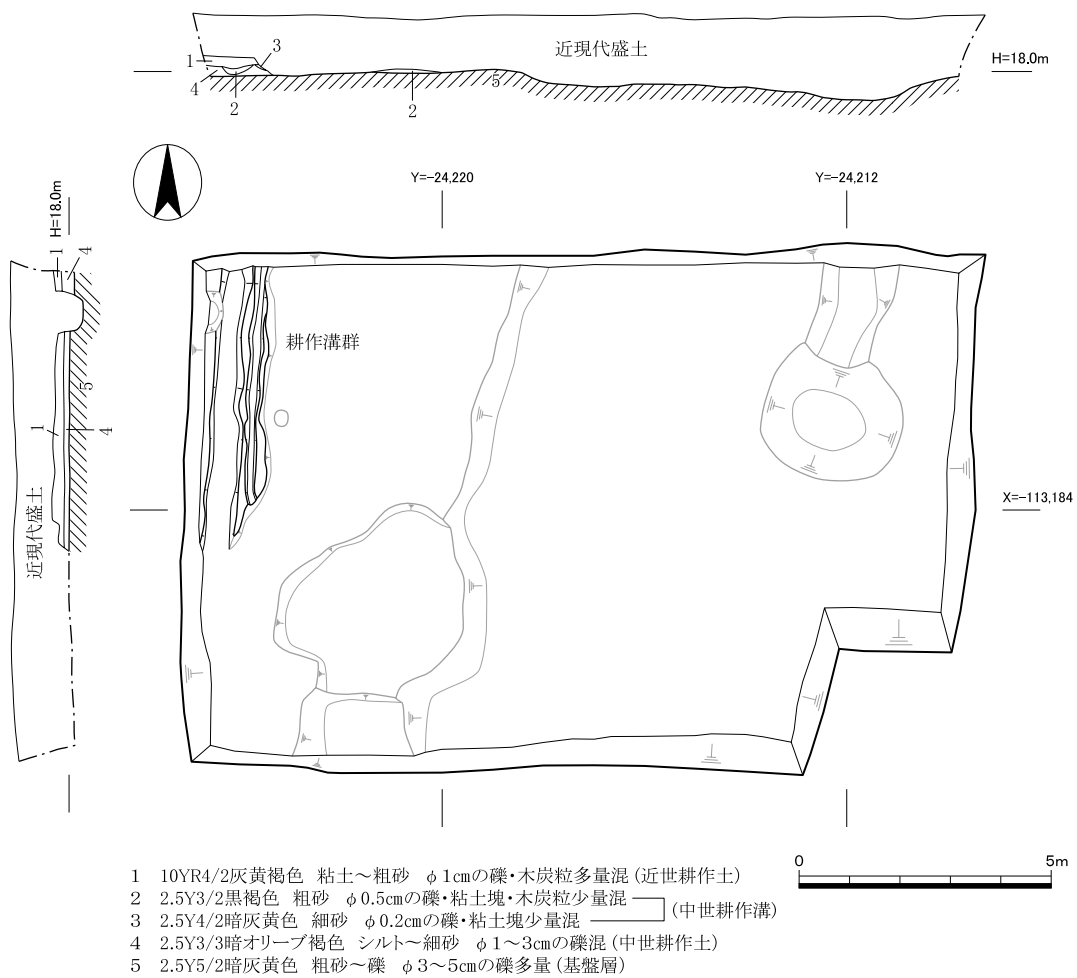 近現代盛土
H=18.0m
1
3
4
2
2
5
Y=-24,220
Y=-24,212
H=18.0m
1
4
5
1
4
近現代盛土
耕作溝群
X=-113,184
0
5m
1 10YR4/2灰黄褐色 粘土～粗砂 φ1cmの礫・木炭粒多量混 (近世耕作土)
2 2.5Y3/2黒褐色 粗砂 φ0.5cmの礫・粘土塊・木炭粒少量混
3 2.5Y4/2暗灰黄色 細砂 φ0.2cmの礫・粘土塊少量混
(中世耕作溝)
4 2.5Y3/3暗オリーブ褐色 シルト～細砂 φ1～3cmの礫混 (中世耕作土)
5 2.5Y5/2暗灰黄色 粗砂～礫 φ3～5cmの礫多量 (基盤層)